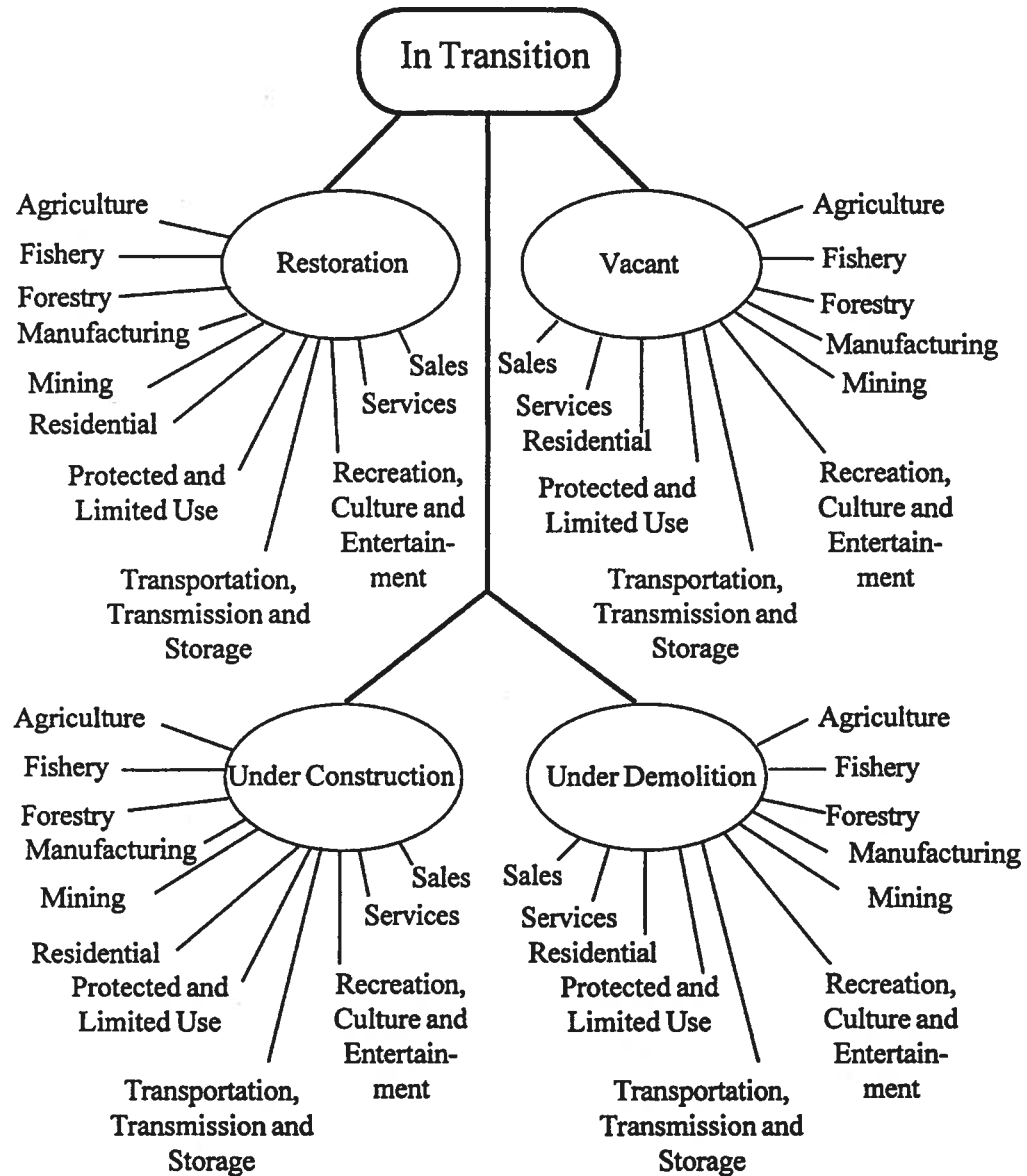 In Transition
Restoration
Agriculture
Fishery
Forestry
Manufacturing
Mining
Residential
Protected and
Limited Use
Transportation,
Transmission and
Storage
Recreation,
Culture and
Entertain-
ment
Services
Sales
Vacant
Agriculture
Fishery
Forestry
Manufacturing
Mining
Recreation,
Culture and
Entertain-
ment
Transportation,
Transmission and
Storage
Protected and
Limited Use
Residential
Services
Sales
Under Construction
Agriculture
Fishery
Forestry
Manufacturing
Mining
Residential
Protected and
Limited Use
Transportation,
Transmission and
Storage
Recreation,
Culture and
Entertain-
ment
Services
Sales
Under Demolition
Agriculture
Fishery
Forestry
Manufacturing
Mining
Recreation,
Culture and
Entertain-
ment
Transportation,
Transmission and
Storage
Protected and
Limited Use
Residential
Services
Sales